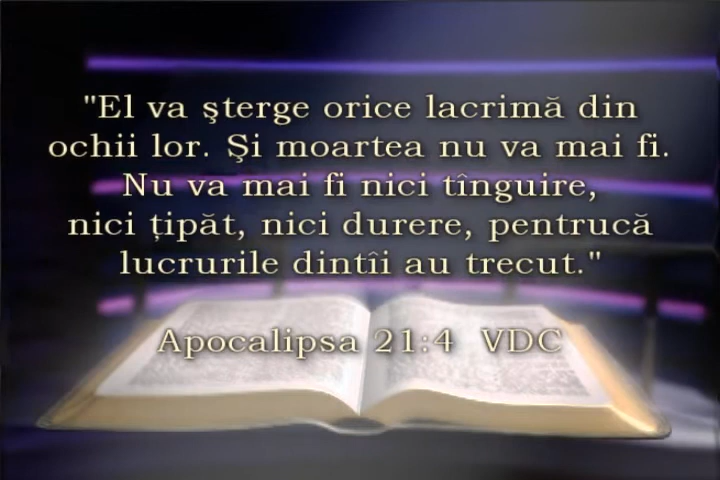 "El va şterge orice lacrimă din
ochii lor. Şi moartea nu va mai fi.
Nu va mai fi nici tînguire,
nici ţipăt, nici durere, pentrucă
lucrurile dintîi au trecut."
Apocalipsa 21:4 VDC